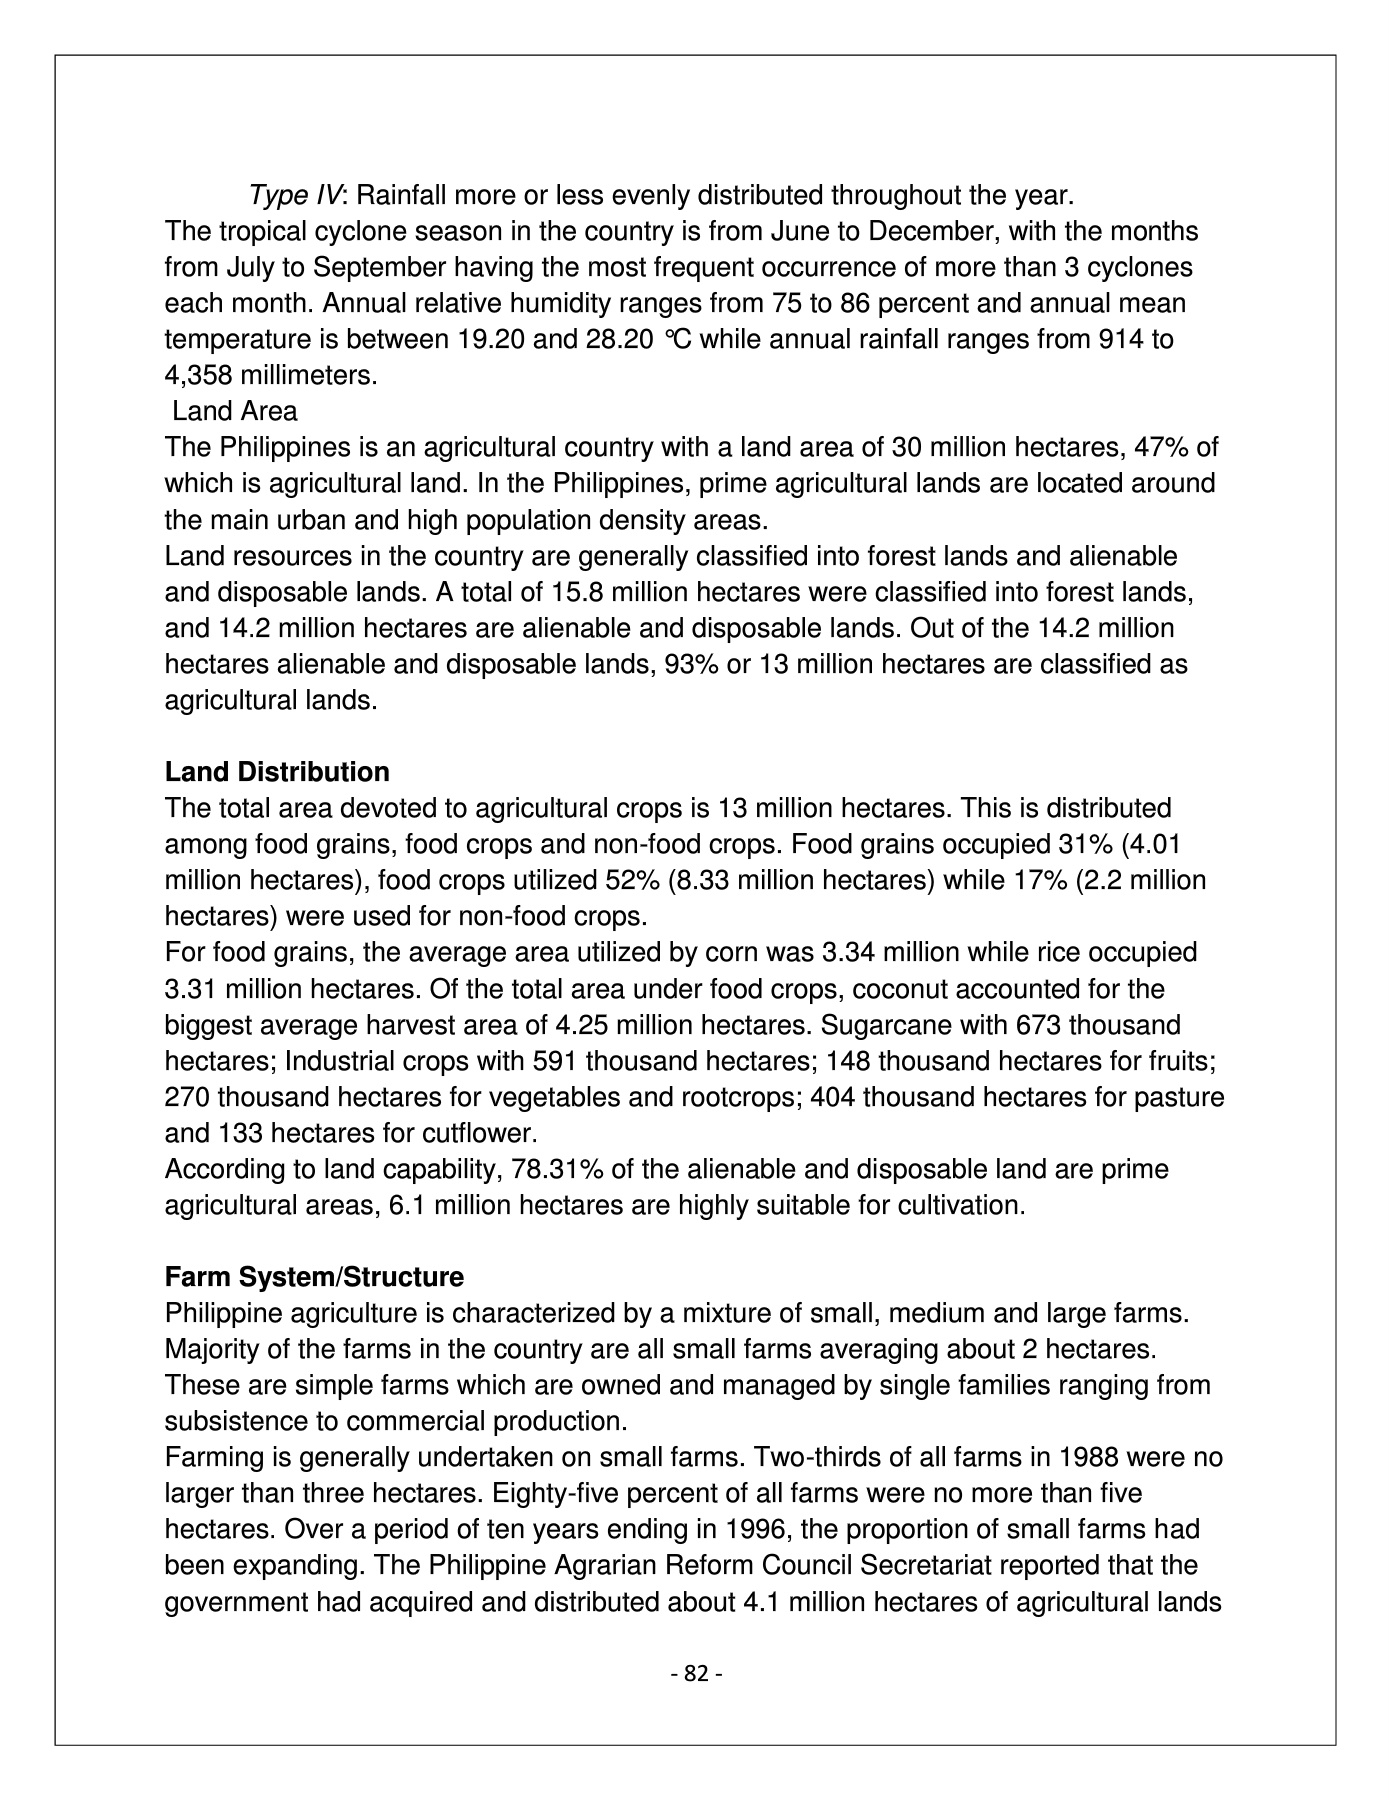 Type IV: Rainfall more or less evenly distributed throughout the year.
The tropical cyclone season in the country is from June to December, with the months
from July to September having the most frequent occurrence of more than 3 cyclones
each month. Annual relative humidity ranges from 75 to 86 percent and annual mean
temperature is between 19.20 and 28.20 °C while annual rainfall ranges from 914 to
4,358 millimeters.
Land Area
The Philippines is an agricultural country with a land area of 30 million hectares, 47% of
which is agricultural land. In the Philippines, prime agricultural lands are located around
the main urban and high population density areas.
Land resources in the country are generally classified into forest lands and alienable
and disposable lands. A total of 15.8 million hectares were classified into forest lands,
and 14.2 million hectares are alienable and disposable lands. Out of the 14.2 million
hectares alienable and disposable lands, 93% or 13 million hectares are classified as
agricultural lands.
Land Distribution
The total area devoted to agricultural crops is 13 million hectares. This is distributed
among food grains, food crops and non-food crops. Food grains occupied 31% (4.01
million hectares), food crops utilized 52% (8.33 million hectares) while 17% (2.2 million
hectares) were used for non-food crops.
For food grains, the average area utilized by corn was 3.34 million while rice occupied
3.31 million hectares. Of the total area under food crops, coconut accounted for the
biggest average harvest area of 4.25 million hectares. Sugarcane with 673 thousand
hectares; Industrial crops with 591 thousand hectares; 148 thousand hectares for fruits;
270 thousand hectares for vegetables and rootcrops; 404 thousand hectares for pasture
and 133 hectares for cutflower.
According to land capability, 78.31% of the alienable and disposable land are prime
agricultural areas, 6.1 million hectares are highly suitable for cultivation.
Farm System/Structure
Philippine agriculture is characterized by a mixture of small, medium and large farms.
Majority of the farms in the country are all small farms averaging about 2 hectares.
These are simple farms which are owned and managed by single families ranging from
subsistence to commercial production.
Farming is generally undertaken on small farms. Two-thirds of all farms in 1988 were no
larger than three hectares. Eighty-five percent of all farms were no more than five
hectares. Over a period of ten years ending in 1996, the proportion of small farms had
been expanding. The Philippine Agrarian Reform Council Secretariat reported that the
government had acquired and distributed about 4.1 million hectares of agricultural lands
- 82 -